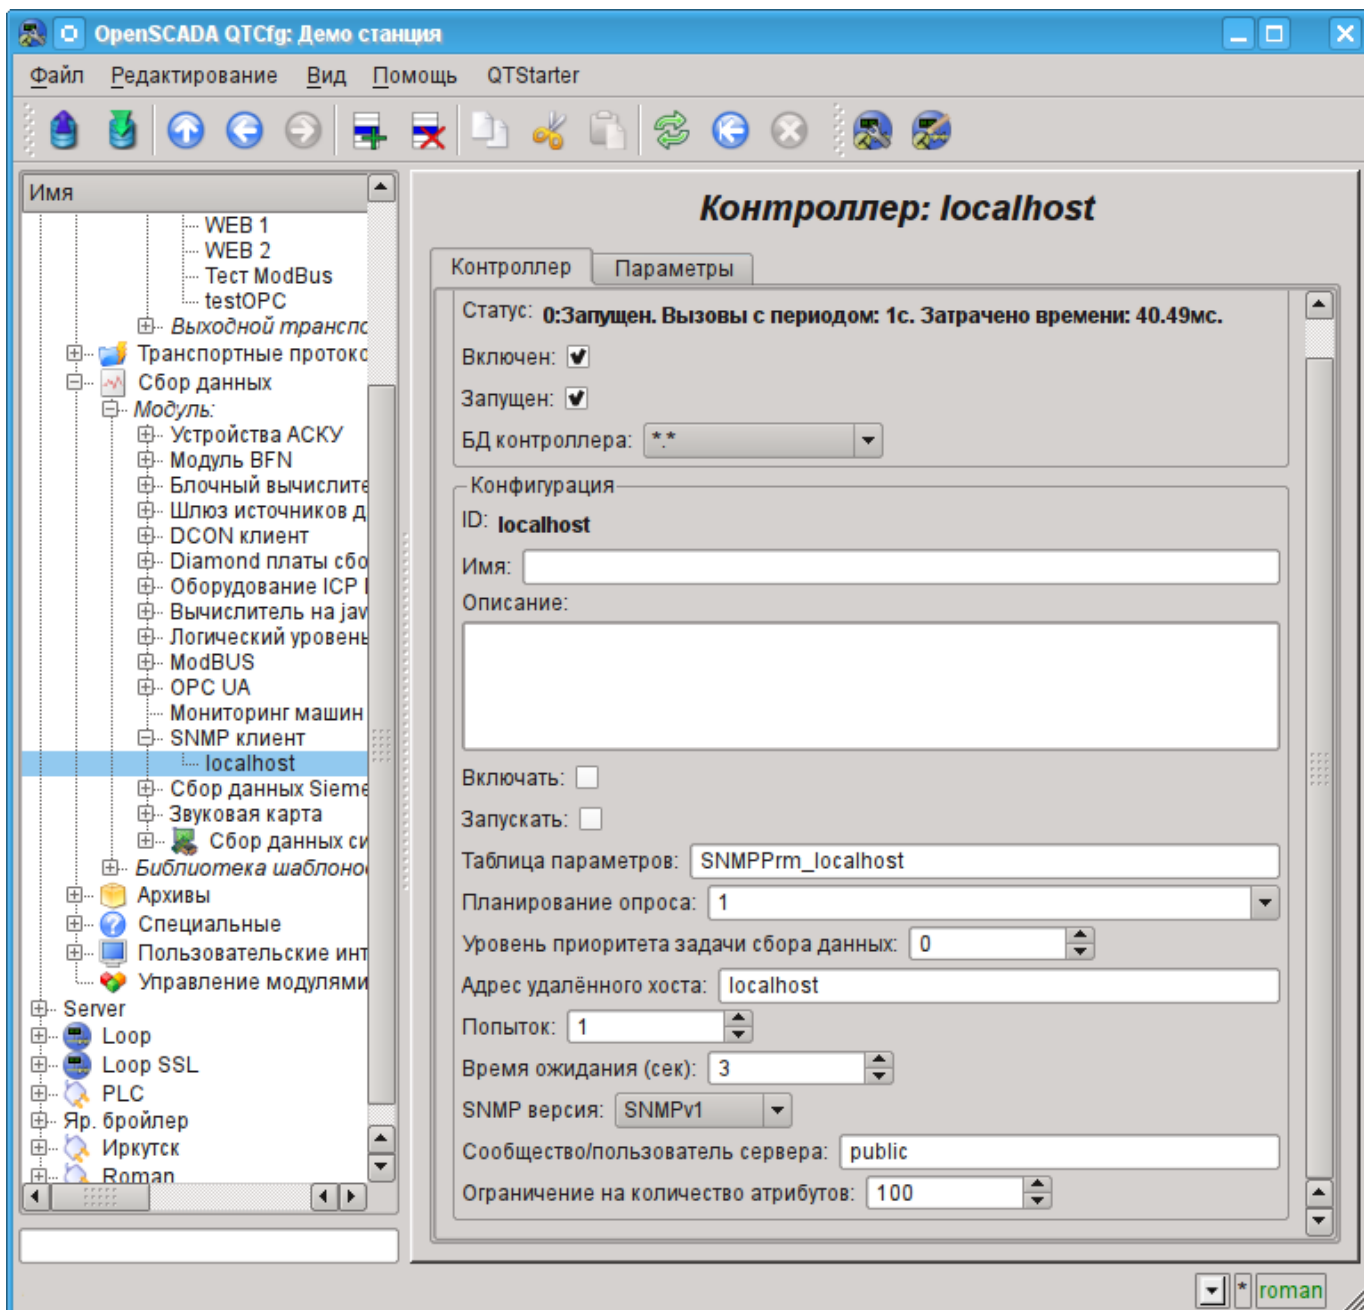 OpenSCADA QTCfg: Демо станция
Файл Редактирование Вид Помощь QTStarter
Имя
WEB 1
WEB 2
Тест ModBus
testOPC
Выходной транспо
Транспортные протоко
Сбор данных
Модуль:
Устройства АСКУ
Модуль BFN
Блочный вычислите
Шлюз источников д
DCON клиент
Diamond платы сбо
Оборудование ICP
Вычислитель на jav
Логический уровень
ModBUS
OPC UA
Мониторинг машин
SNMP клиент
localhost
Сбор данных Sieme
Звуковая карта
Сбор данных си
Библиотека шаблонов
Архивы
Специальные
Пользовательские инт
Управление модулями
Server
Loop
Loop SSL
PLC
Яр. бройлер
Иркутск
Roman
Контроллер: localhost
Контроллер Параметры
Статус: 0:Запущен. Вызовы с периодом: 1с. Затрачено времени: 40.49мс.
Включен:
Запущен:
БД контроллера: *.*
Конфигурация
ID: localhost
Имя:
Описание:
Включать:
Запускать:
Таблица параметров: SNMPPrm_localhost
Планирование опроса: 1
Уровень приоритета задачи сбора данных: 0
Адрес удалённого хоста: localhost
Попыток: 1
Время ожидания (сек): 3
SNMP версия: SNMPv1
Сообщество/пользователь сервера: public
Ограничение на количество атрибутов: 100
* roman